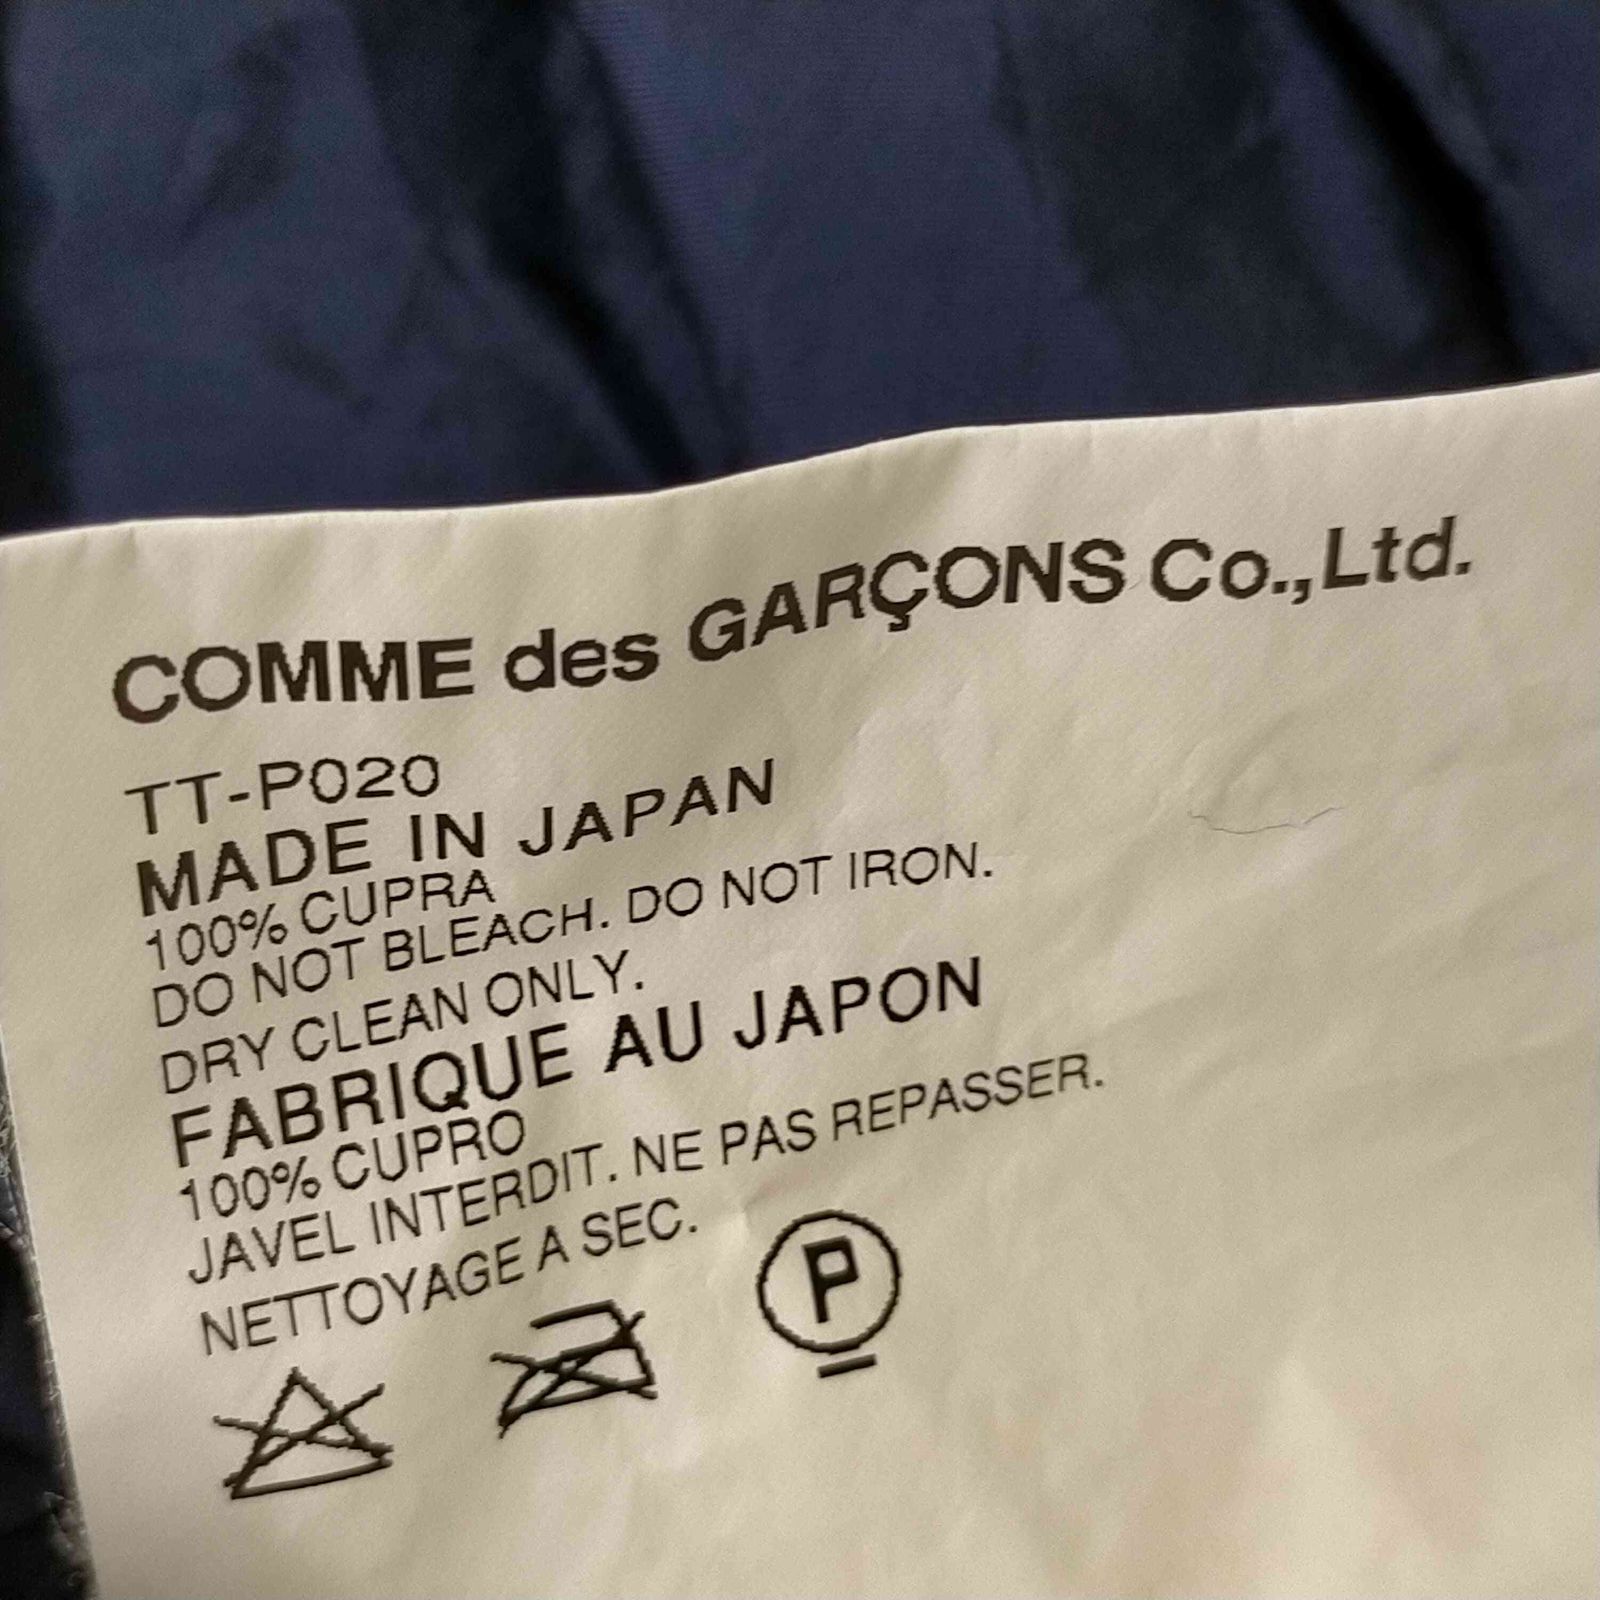 COMME des GARÇONS Co.,Ltd.
TT-P020
MADE IN JAPAN
100% CUPRA
DO NOT BLEACH. DO NOT IRON.
DRY CLEAN ONLY.
FABRIQUE AU JAPON
100% CUPRO
JAVEL INTERDIT. NE PAS REPASSER.
NETTOYAGE A SEC.
P